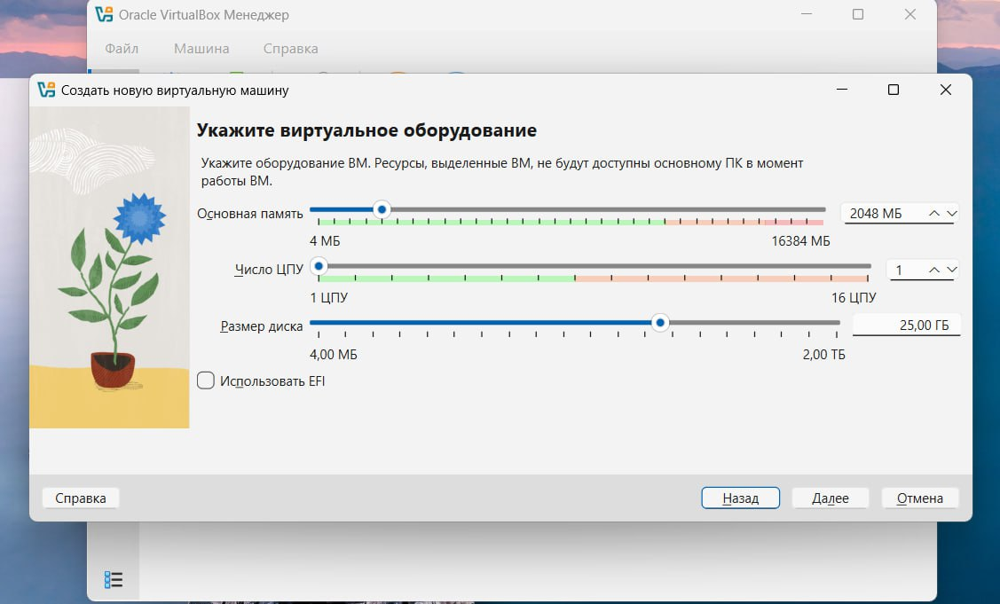 Oracle VirtualBox Менеджер
Файл Машина Справка
Создать новую виртуальную машину
Укажите виртуальное оборудование
Укажите оборудование ВМ. Ресурсы, выделенные ВМ, не будут доступны основному ПК в момент
работы ВМ.
Основная память 2048 МБ
4 МБ 16384 МБ
Число ЦПУ 1
1 ЦПУ 16 ЦПУ
Размер диска 25,00 ГБ
4,00 МБ 2,00 ТБ
Использовать EFI
Справка Назад Далее Отмена